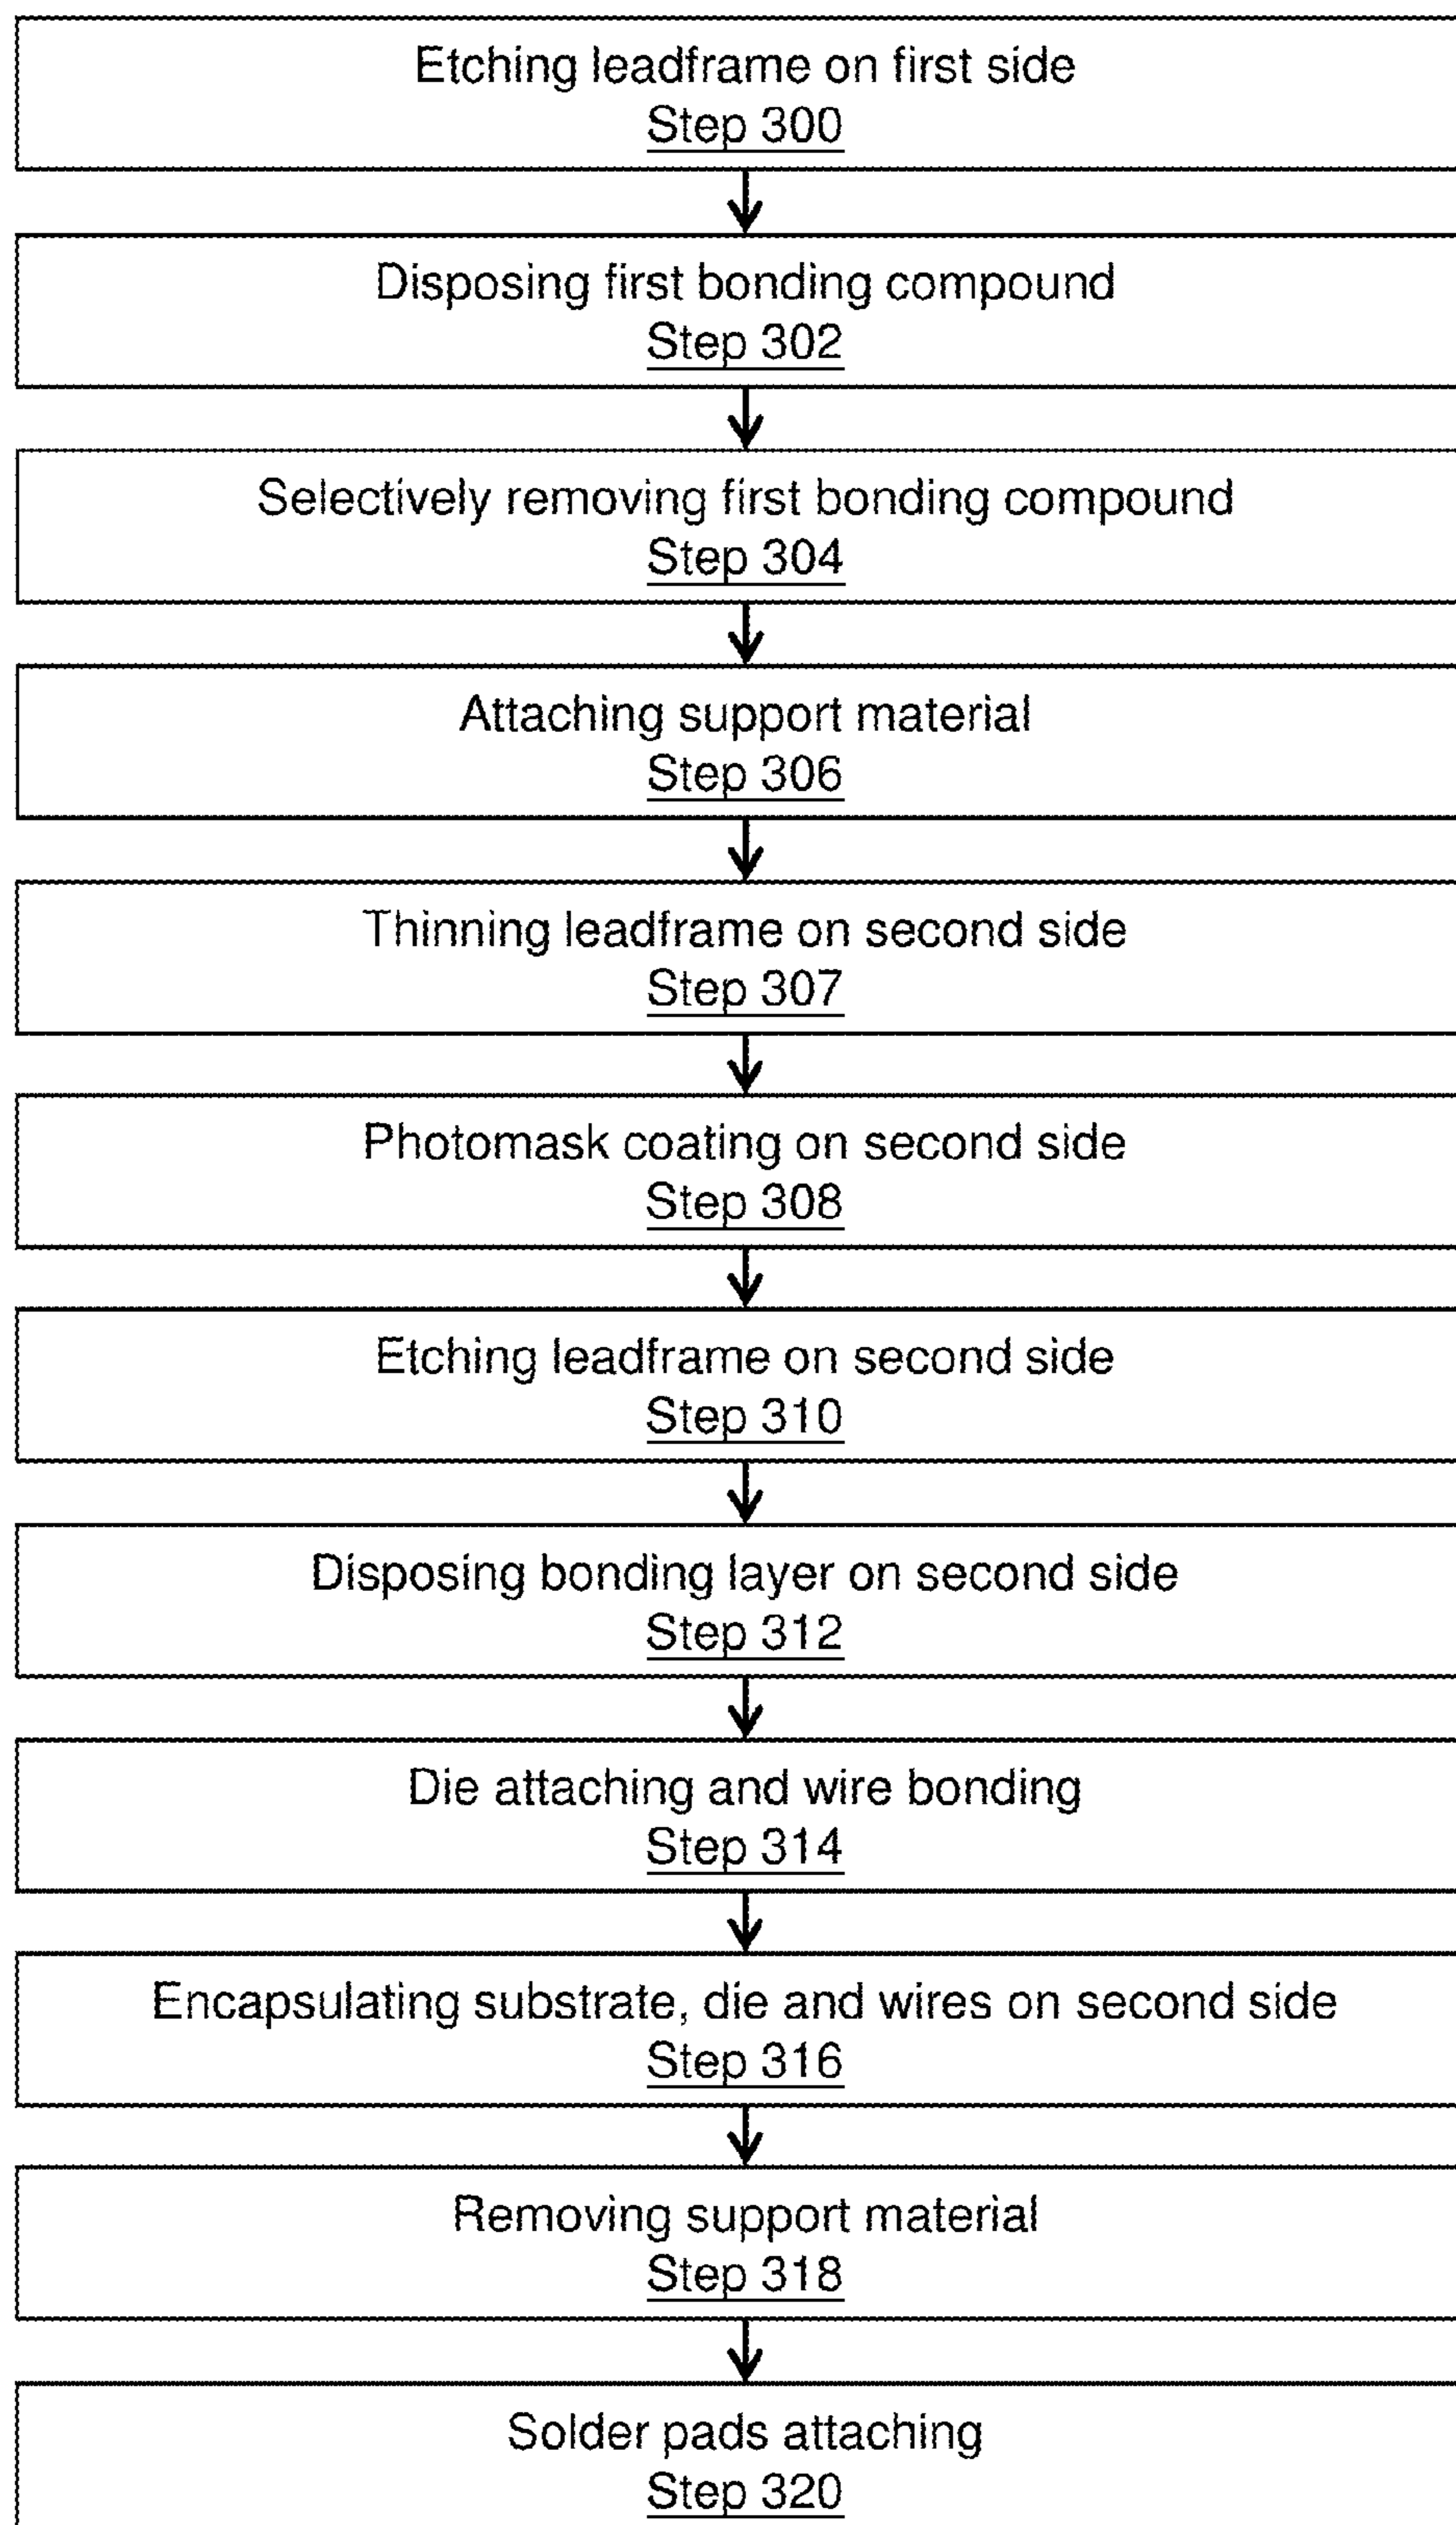 Etching leadframe on first side
Step 300
Disposing first bonding compound
Step 302
Selectively removing first bonding compound
Step 304
Attaching support material
Step 306
Thinning leadframe on second side
Step 307
Photomask coating on second side
Step 308
Etching leadframe on second side
Step 310
Disposing bonding layer on second side
Step 312
Die attaching and wire bonding
Step 314
Encapsulating substrate, die and wires on second side
Step 316
Removing support material
Step 318
Solder pads attaching
Step 320